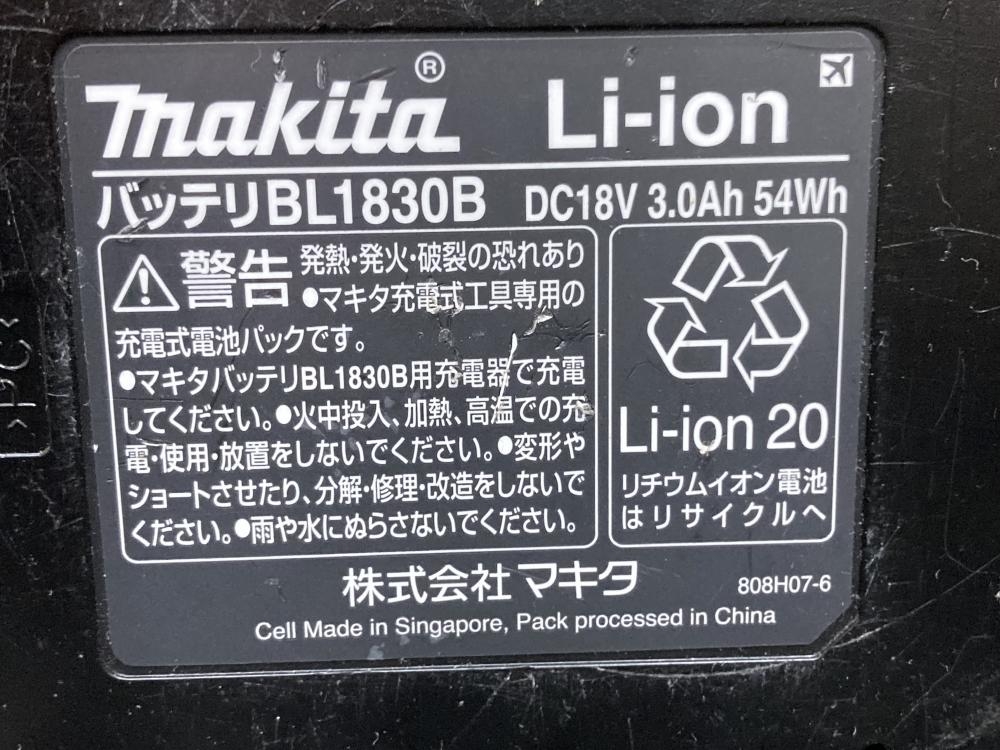 makita®
Li-ion
バッテリBL1830B DC18V 3.0Ah 54Wh
警告 発熱・発火・破裂の恐れあり
●マキタ充電式工具専用の
充電式電池パックです。
●マキタバッテリBL1830B用充電器で充電
してください。●火中投入、加熱、高温での充
電・使用・放置をしないでください。●変形や
ショートさせたり、分解・修理・改造をしないで
ください。●雨や水にぬらさないでください。
Li-ion 20
リチウムイオン電池
はリサイクルへ
株式会社マキタ
808H07-6
Cell Made in Singapore, Pack processed in China
>PC<